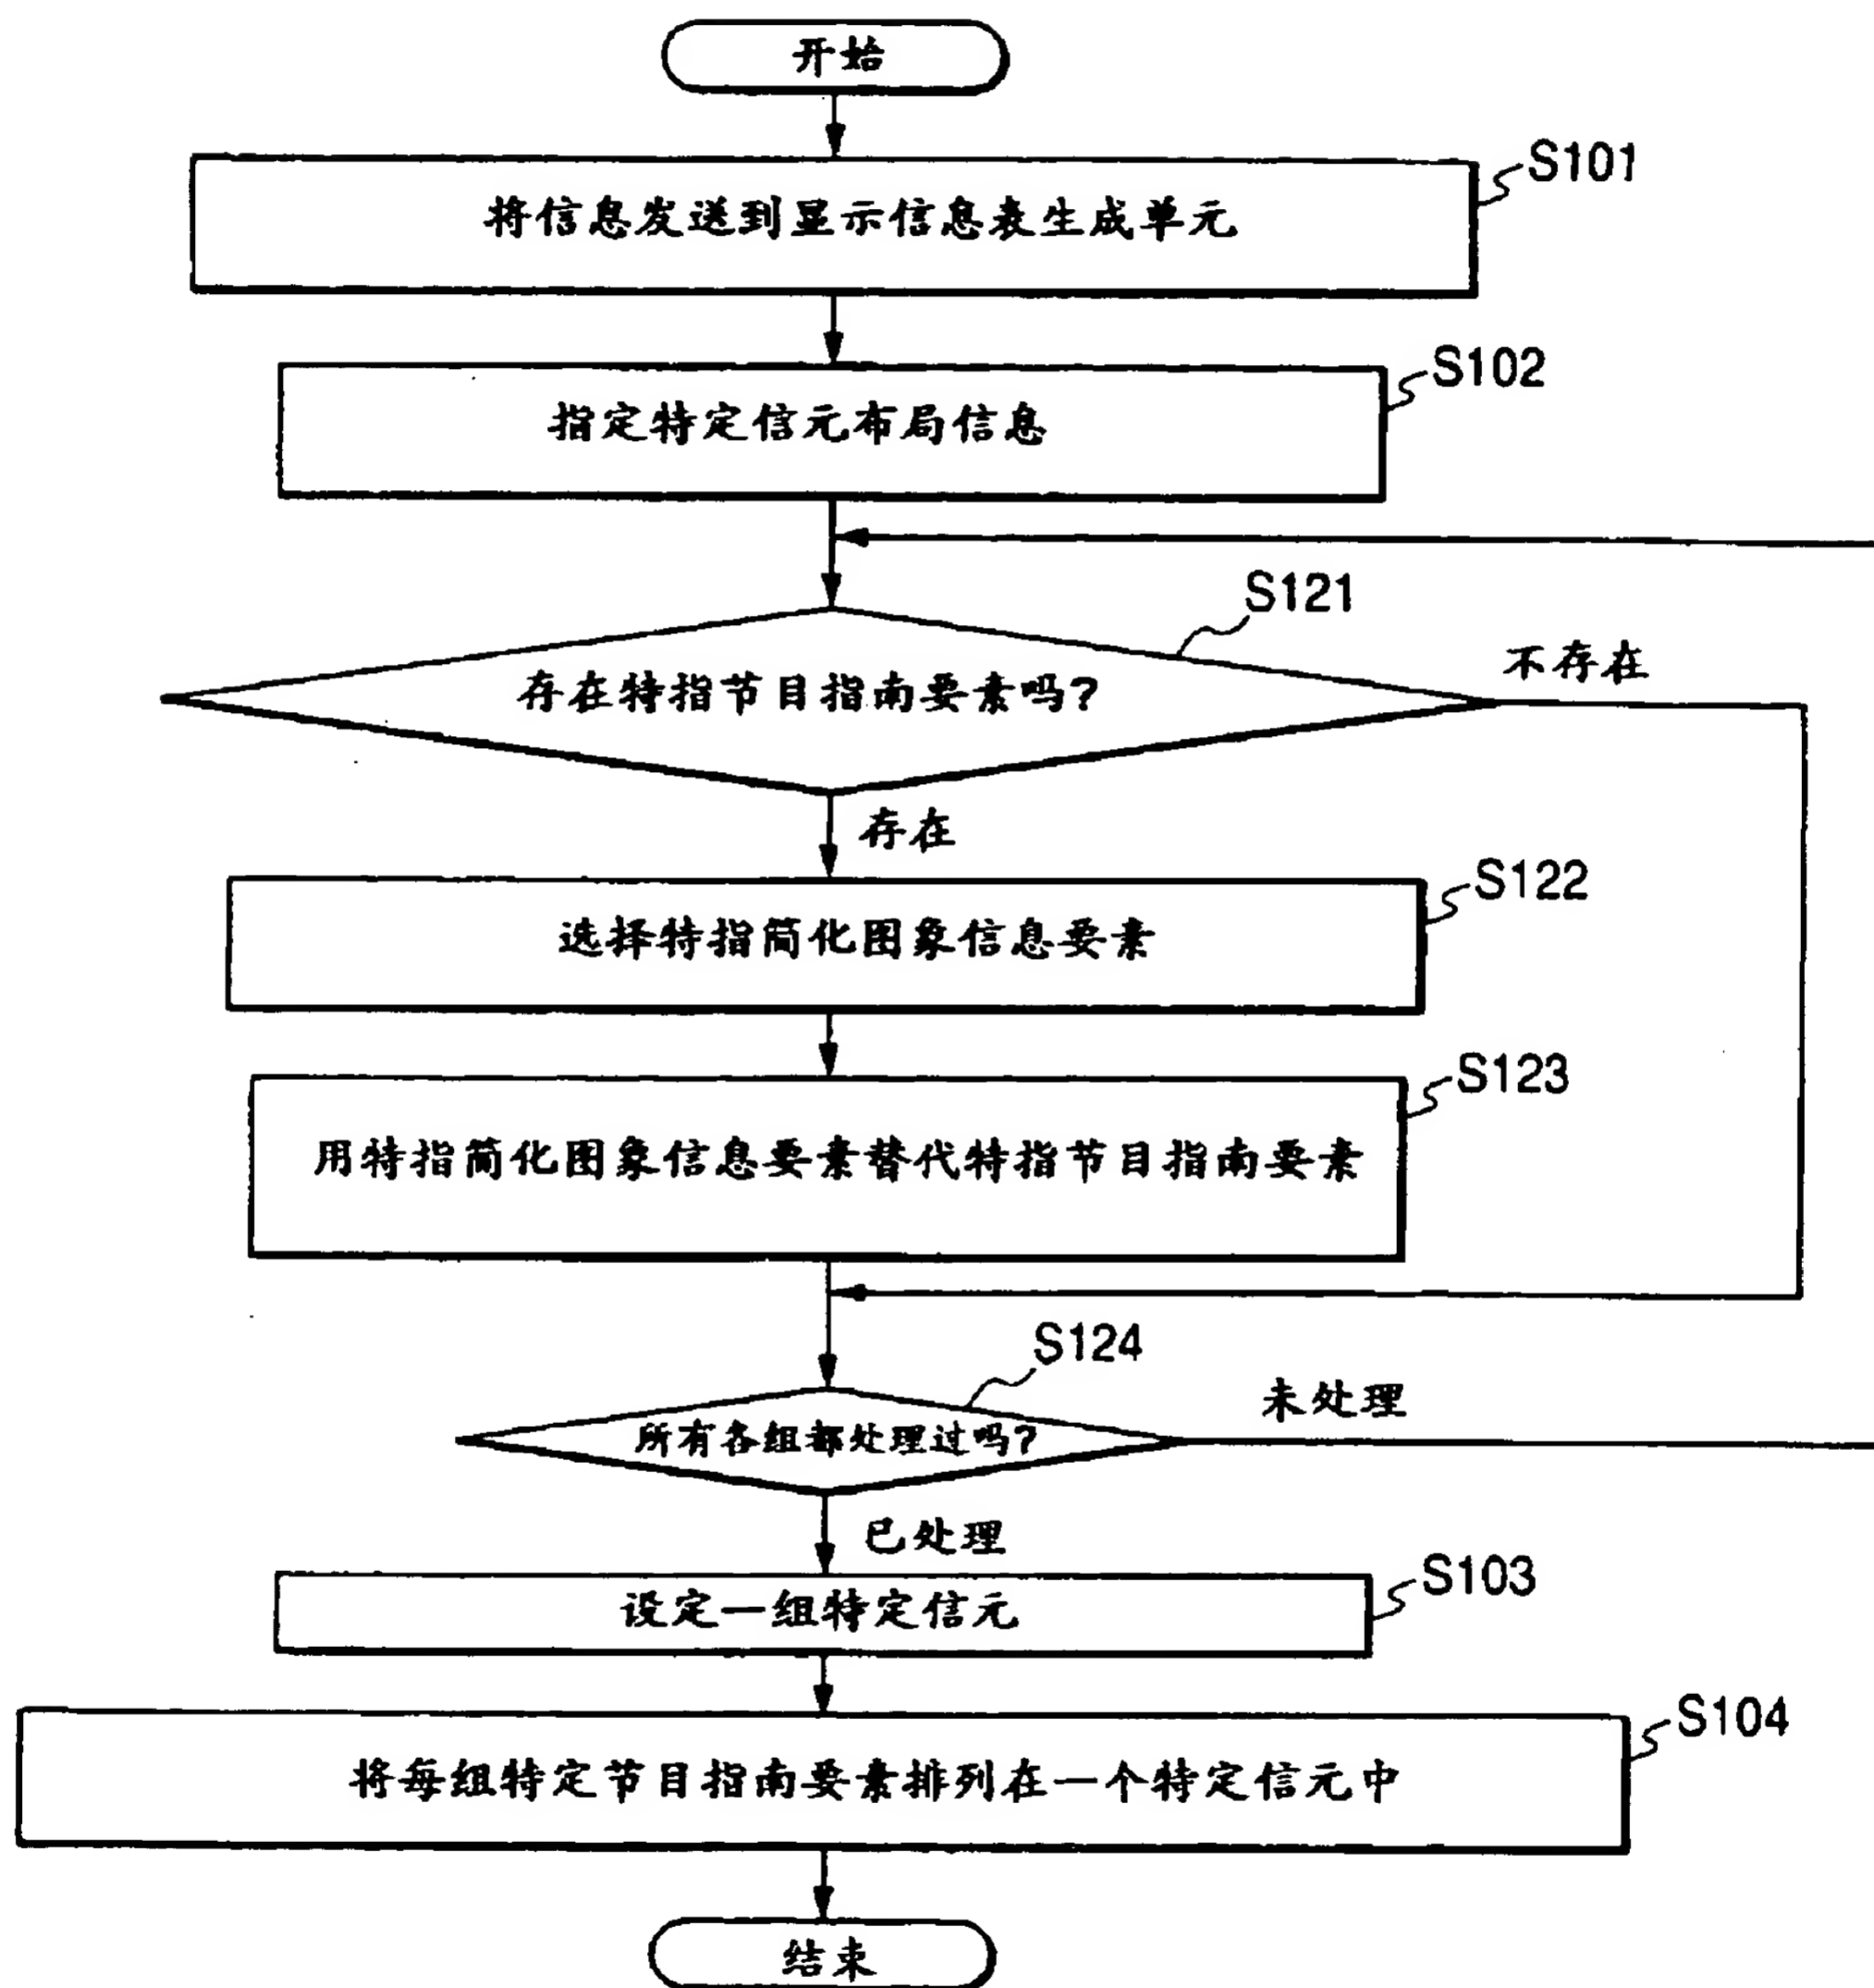 开始
S101
将信息发送到显示信息表生成单元
S102
指定特定信元布局信息
S121
存在特指节目指南要素吗?
不存在
存在
S122
选择特指简化图象信息要素
S123
用特指简化图象信息要素替代特指节目指南要素
S124
所有各组都处理过吗?
未处理
已处理
S103
设定一组特定信元
S104
将每组特定节目指南要素排列在一个特定信元中
结束